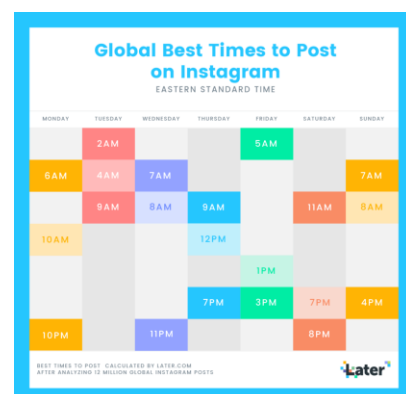 Global Best Times to Post
on Instagram
EASTERN STANDARD TIME
MONDAY TUESDAY WEDNESDAY THURSDAY FRIDAY SATURDAY SUNDAY
2AM 5AM
6AM 4AM 7AM 7AM
9AM 8AM 9AM 11AM 8AM
10AM 12PM
1PM
7PM 3PM 7PM 4PM
10PM 11PM 8PM
BEST TIMES TO POST CALCULATED BY LATER.COM
AFTER ANALYZING 12 MILLION GLOBAL INSTAGRAM POSTS
Later